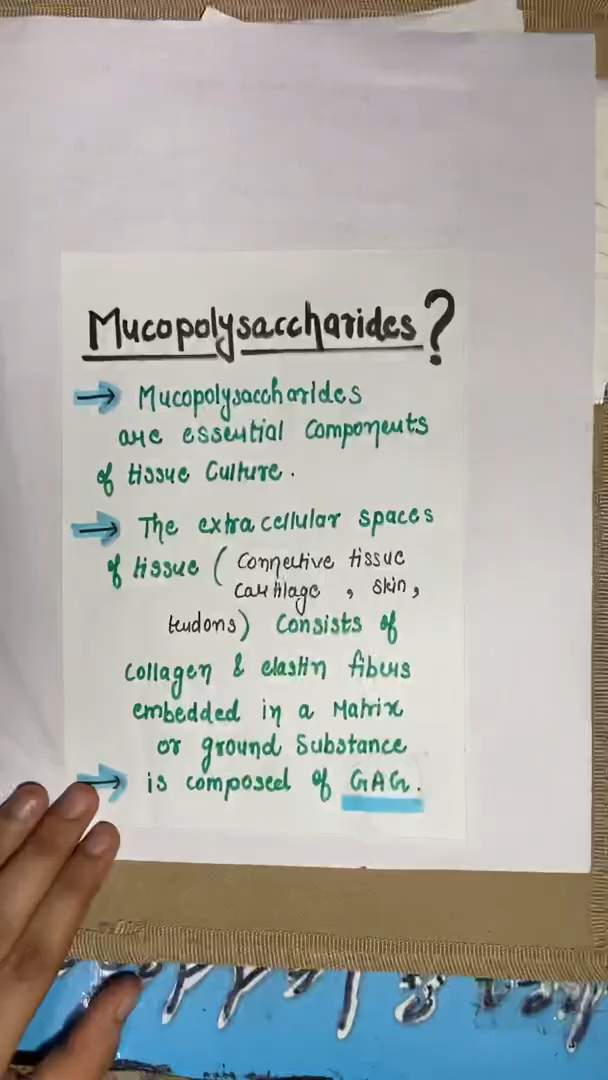 Mucopolysaccharides?
→ Mucopolysaccharides
are essential components
of tissue Culture.
→ The extracellular spaces
of tissue ( Connective tissue
cartilage , skin,
tendons) Consists of
collagen & elastin fibers
embedded in a Matrix
or ground Substance
→ is composed of GAG.